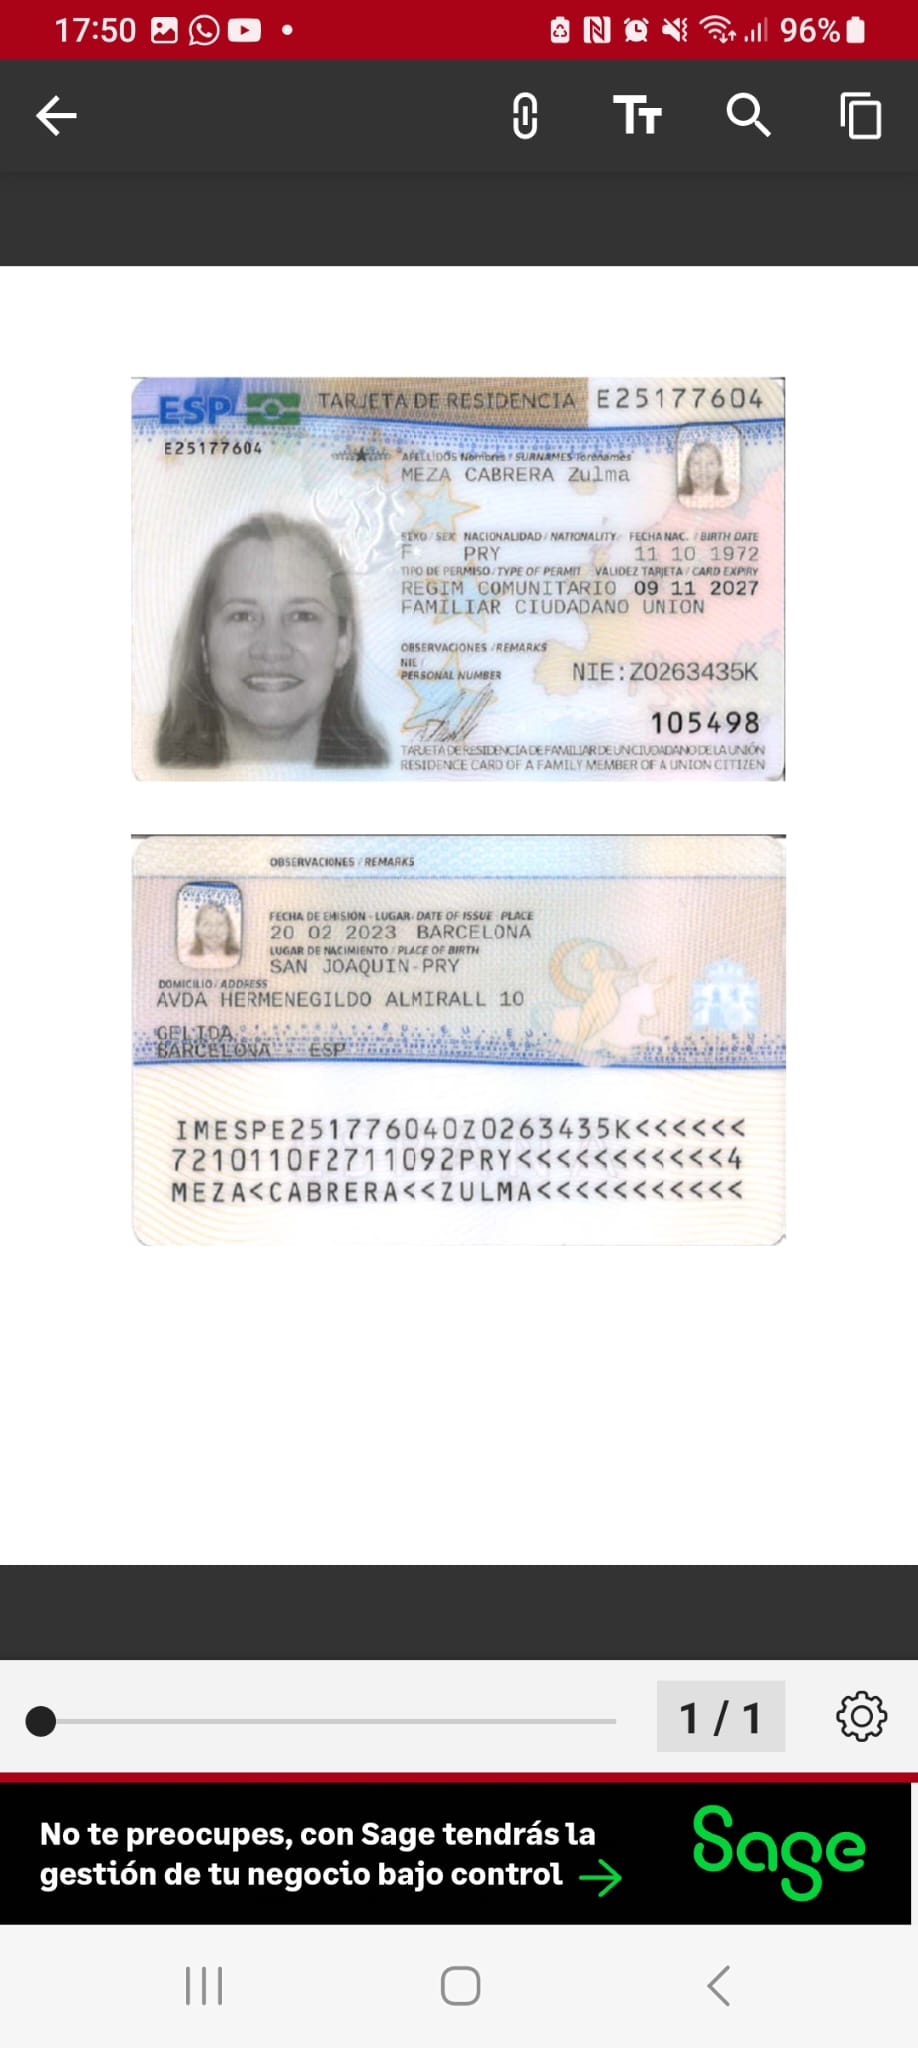 17:50
96%
ESP TARJETA DE RESIDENCIA E25177604
E25177604
APELLIDOS Nombres / SURNAMES Forenames
MEZA CABRERA Zulma
SEXO / SEX NACIONALIDAD / NATIONALITY FECHA NAC. / BIRTH DATE
F PRY 11 10 1972
TIPO DE PERMISO / TYPE OF PERMIT VALIDEZ TARJETA / CARD EXPIRY
REGIM COMUNITARIO 09 11 2027
FAMILIAR CIUDADANO UNION
OBSERVACIONES / REMARKS
NIE /
PERSONAL NUMBER NIE:Z0263435K
105498
TARJETA DE RESIDENCIA DE FAMILIAR DE UN CIUDADANO DE LA UNIÓN
RESIDENCE CARD OF A FAMILY MEMBER OF A UNION CITIZEN
OBSERVACIONES / REMARKS
FECHA DE EMISIÓN - LUGAR / DATE OF ISSUE PLACE
20 02 2023 BARCELONA
LUGAR DE NACIMIENTO / PLACE OF BIRTH
SAN JOAQUIN-PRY
DOMICILIO / ADDRESS
AVDA HERMENEGILDO ALMIRALL 10
GELIDA
BARCELONA ESP
IMESPE251776040Z0263435K<<<<<<
7210110F2711092PRY<<<<<<<<<<<4
MEZA<CABRERA<<ZULMA<<<<<<<<<<<
1 / 1
No te preocupes, con Sage tendrás la
gestión de tu negocio bajo control
Sage